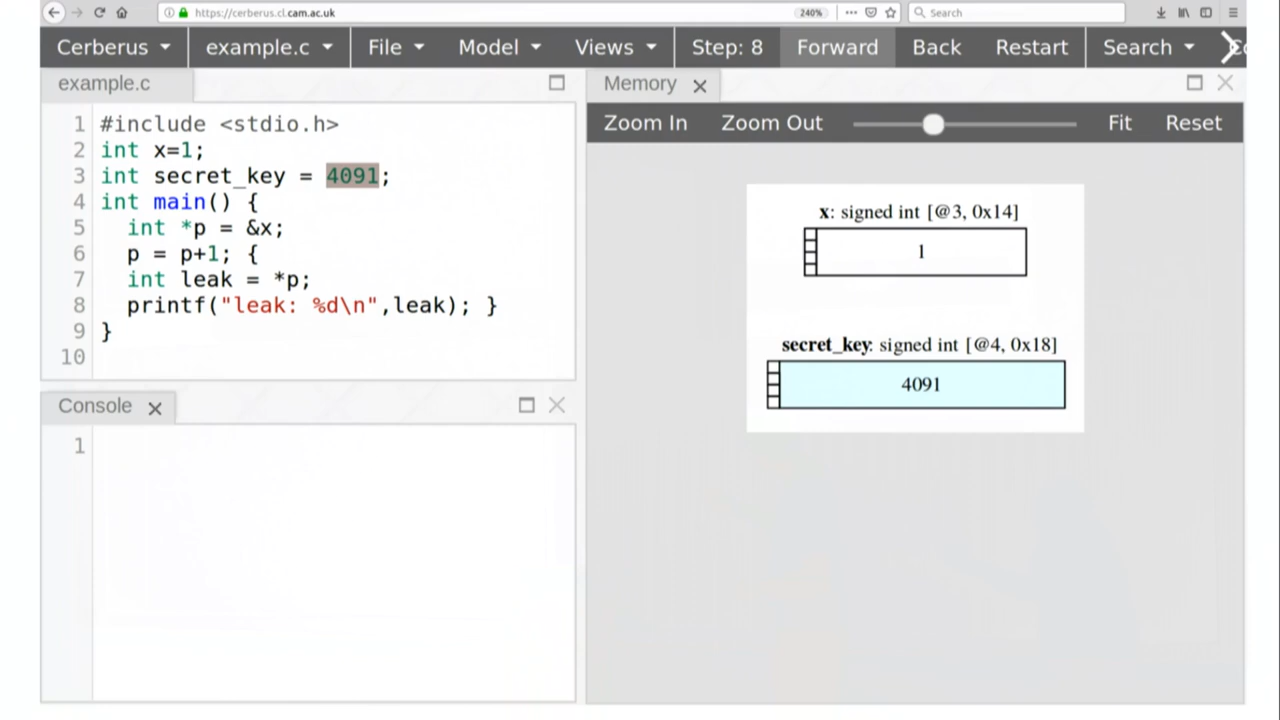 https://cerberus.cl.cam.ac.uk
240%
Search
Cerberus
example.c
File
Model
Views
Step: 8
Forward
Back
Restart
Search
example.c
Memory
Zoom In
Zoom Out
Fit
Reset
1 #include <stdio.h>
2 int x=1;
3 int secret_key = 4091;
4 int main() {
5 int *p = &x;
6 p = p+1; {
7 int leak = *p;
8 printf("leak: %d\n",leak); }
9 }
10
x: signed int [@3, 0x14]
1
secret_key: signed int [@4, 0x18]
4091
Console
1